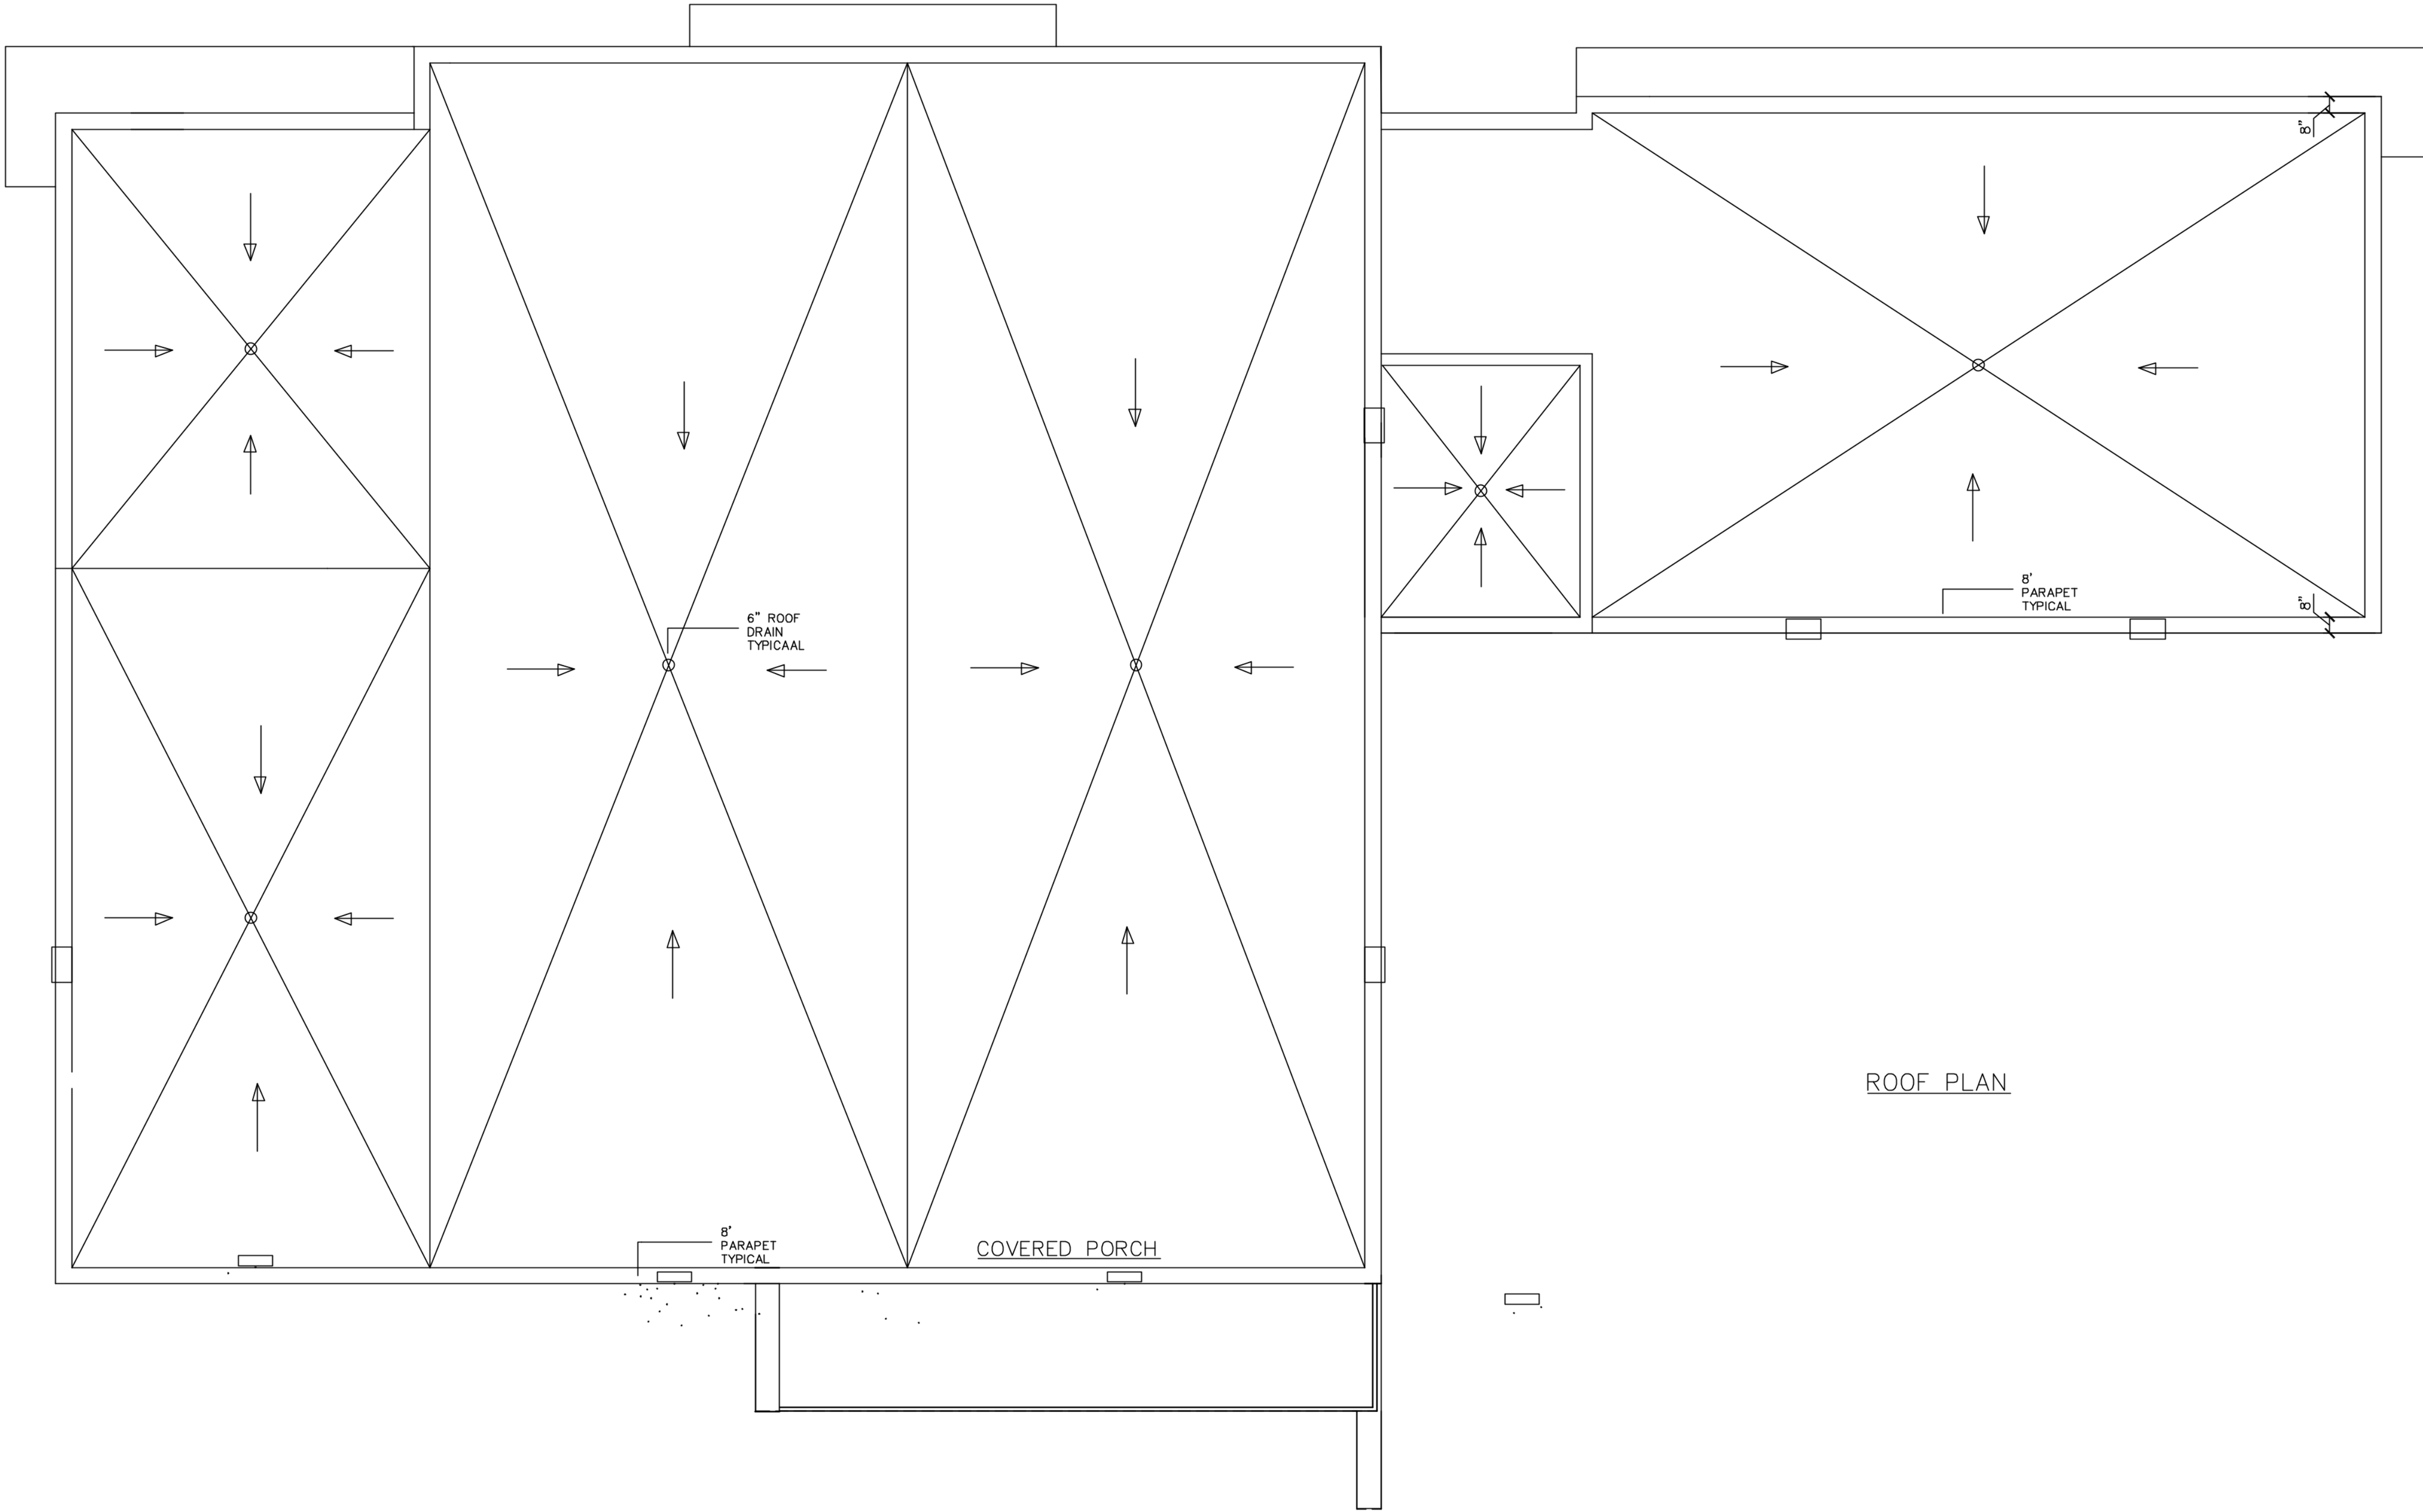 8"
8'
PARAPET
TYPICAL
8"
6" ROOF
DRAIN
TYPICAAL
ROOF PLAN
8'
PARAPET
TYPICAL
COVERED PORCH